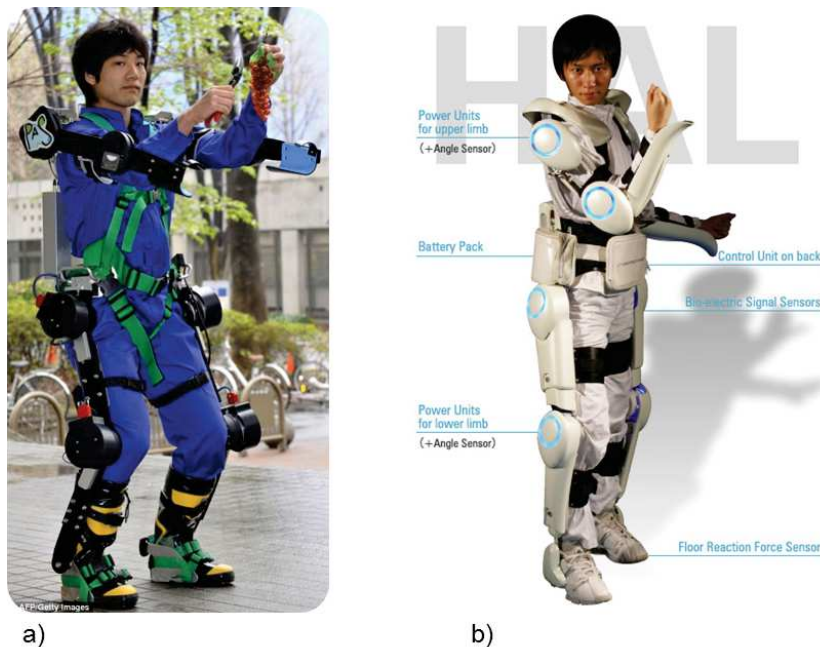 HAL
Power Units
for upper limb
(+Angle Sensor)
Battery Pack
Control Unit on back
Bio-electric Signal Sensors
Power Units
for lower limb
(+Angle Sensor)
Floor Reaction Force Sensor
AFP-Getty Images
a)
b)